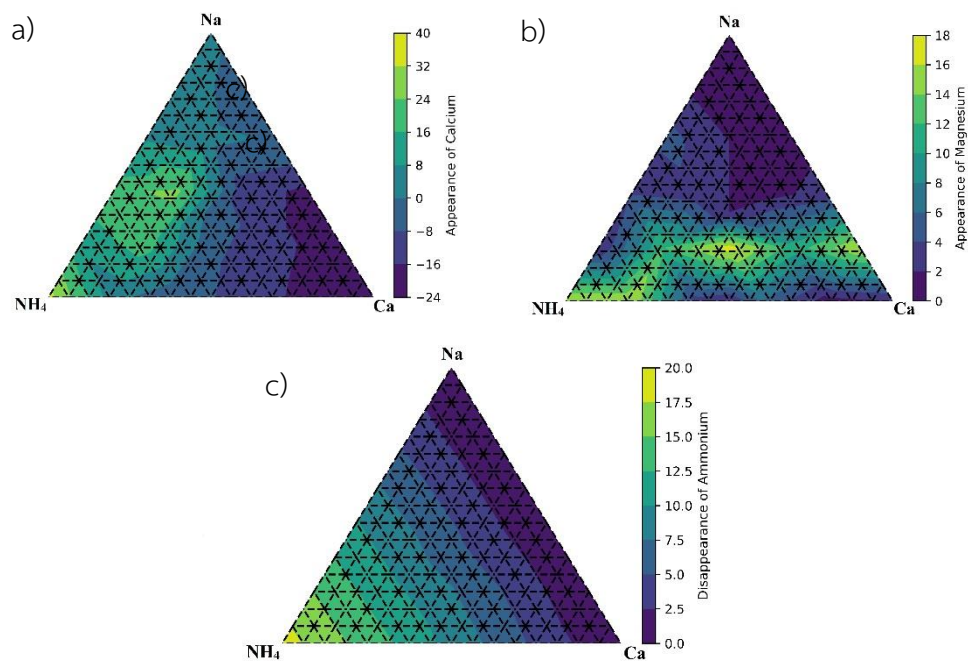 a)
Na
NH₄
Ca
C)
C)
40
32
24
16
8
0
−8
−16
−24
Appearance of Calcium
b)
Na
NH₄
Ca
18
16
14
12
10
8
6
4
2
0
Appearance of Magnesium
c)
Na
NH₄
Ca
20.0
17.5
15.0
12.5
10.0
7.5
5.0
2.5
0.0
Disappearance of Ammonium